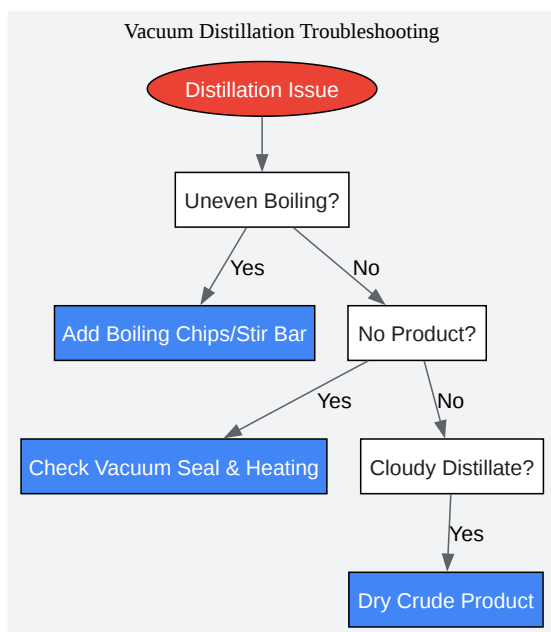 Vacuum Distillation Troubleshooting
Distillation Issue
Uneven Boiling?
Yes
No
Add Boiling Chips/Stir Bar
No Product?
Yes
No
Check Vacuum Seal & Heating
Cloudy Distillate?
Yes
Dry Crude Product